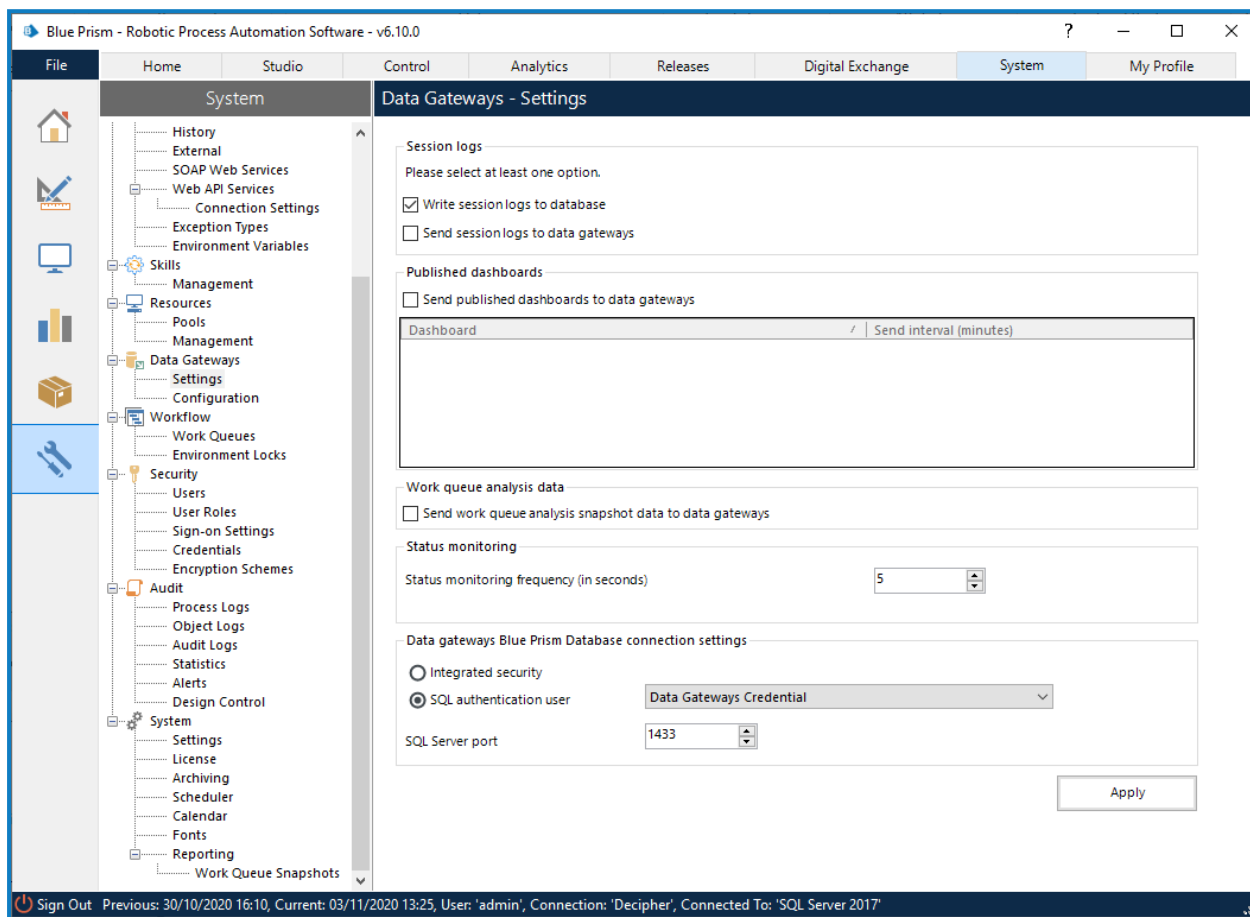 Blue Prism - Robotic Process Automation Software - v6.10.0
File
Home
Studio
Control
Analytics
Releases
Digital Exchange
System
My Profile
System
History
External
SOAP Web Services
Web API Services
Connection Settings
Exception Types
Environment Variables
Skills
Management
Resources
Pools
Management
Data Gateways
Settings
Configuration
Workflow
Work Queues
Environment Locks
Security
Users
User Roles
Sign-on Settings
Credentials
Encryption Schemes
Audit
Process Logs
Object Logs
Audit Logs
Statistics
Alerts
Design Control
System
Settings
License
Archiving
Scheduler
Calendar
Fonts
Reporting
Work Queue Snapshots
Data Gateways - Settings
Session logs
Please select at least one option.
Write session logs to database
Send session logs to data gateways
Published dashboards
Send published dashboards to data gateways
Dashboard / Send interval (minutes)
Work queue analysis data
Send work queue analysis snapshot data to data gateways
Status monitoring
Status monitoring frequency (in seconds) 5
Data gateways Blue Prism Database connection settings
Integrated security
SQL authentication user Data Gateways Credential
SQL Server port 1433
Apply
Sign Out Previous: 30/10/2020 16:10, Current: 03/11/2020 13:25, User: 'admin', Connection: 'Decipher', Connected To: 'SQL Server 2017'